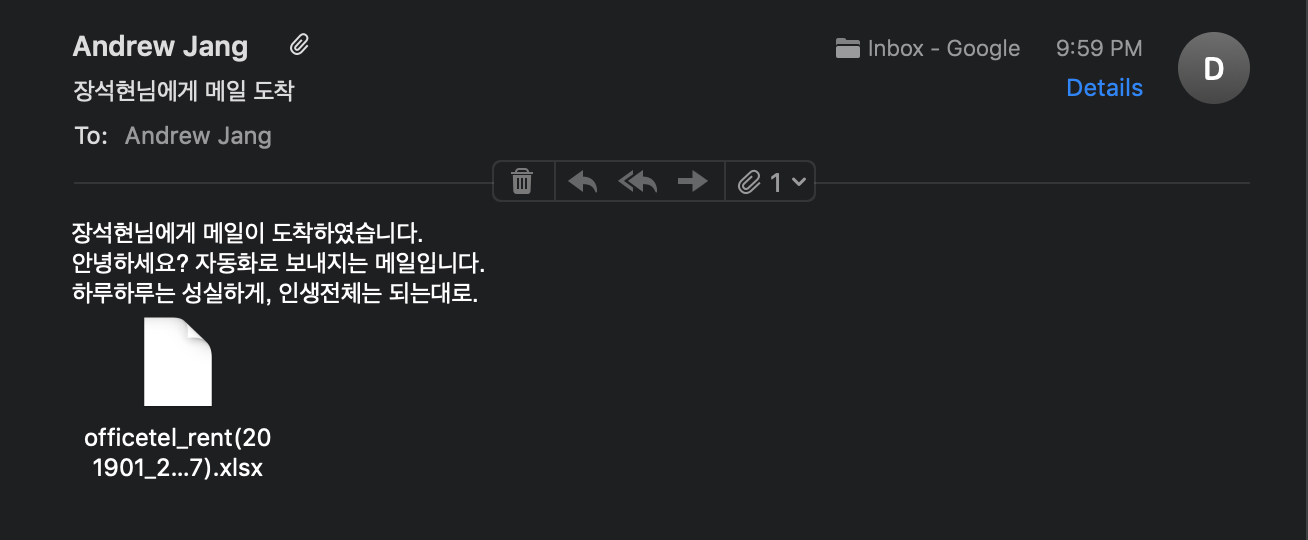 Andrew Jang
Inbox - Google
9:59 PM
D
장석현님에게 메일 도착
Details
To: Andrew Jang
1
장석현님에게 메일이 도착하였습니다.
안녕하세요? 자동화로 보내지는 메일입니다.
하루하루는 성실하게, 인생전체는 되는대로.
officetel_rent(20
1901_2...7).xlsx